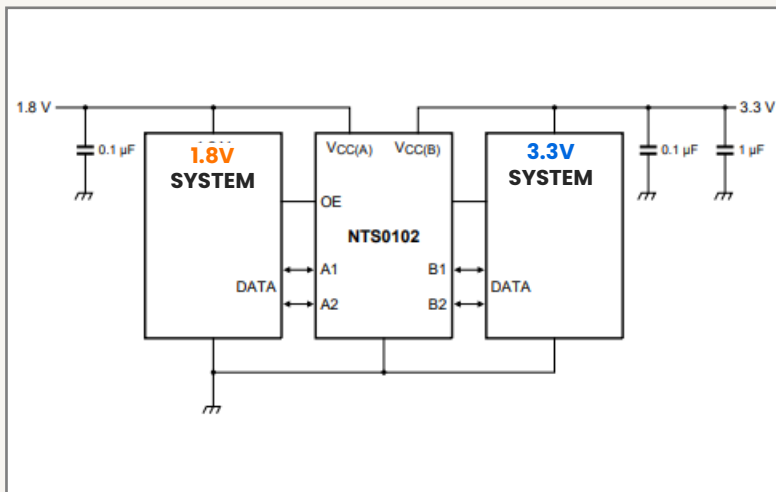 1.8 V
3.3 V
0.1 µF
1.8V
SYSTEM
VCC(A)
VCC(B)
3.3V
SYSTEM
0.1 µF
1 µF
OE
NTS0102
DATA
A1
A2
B1
B2
DATA